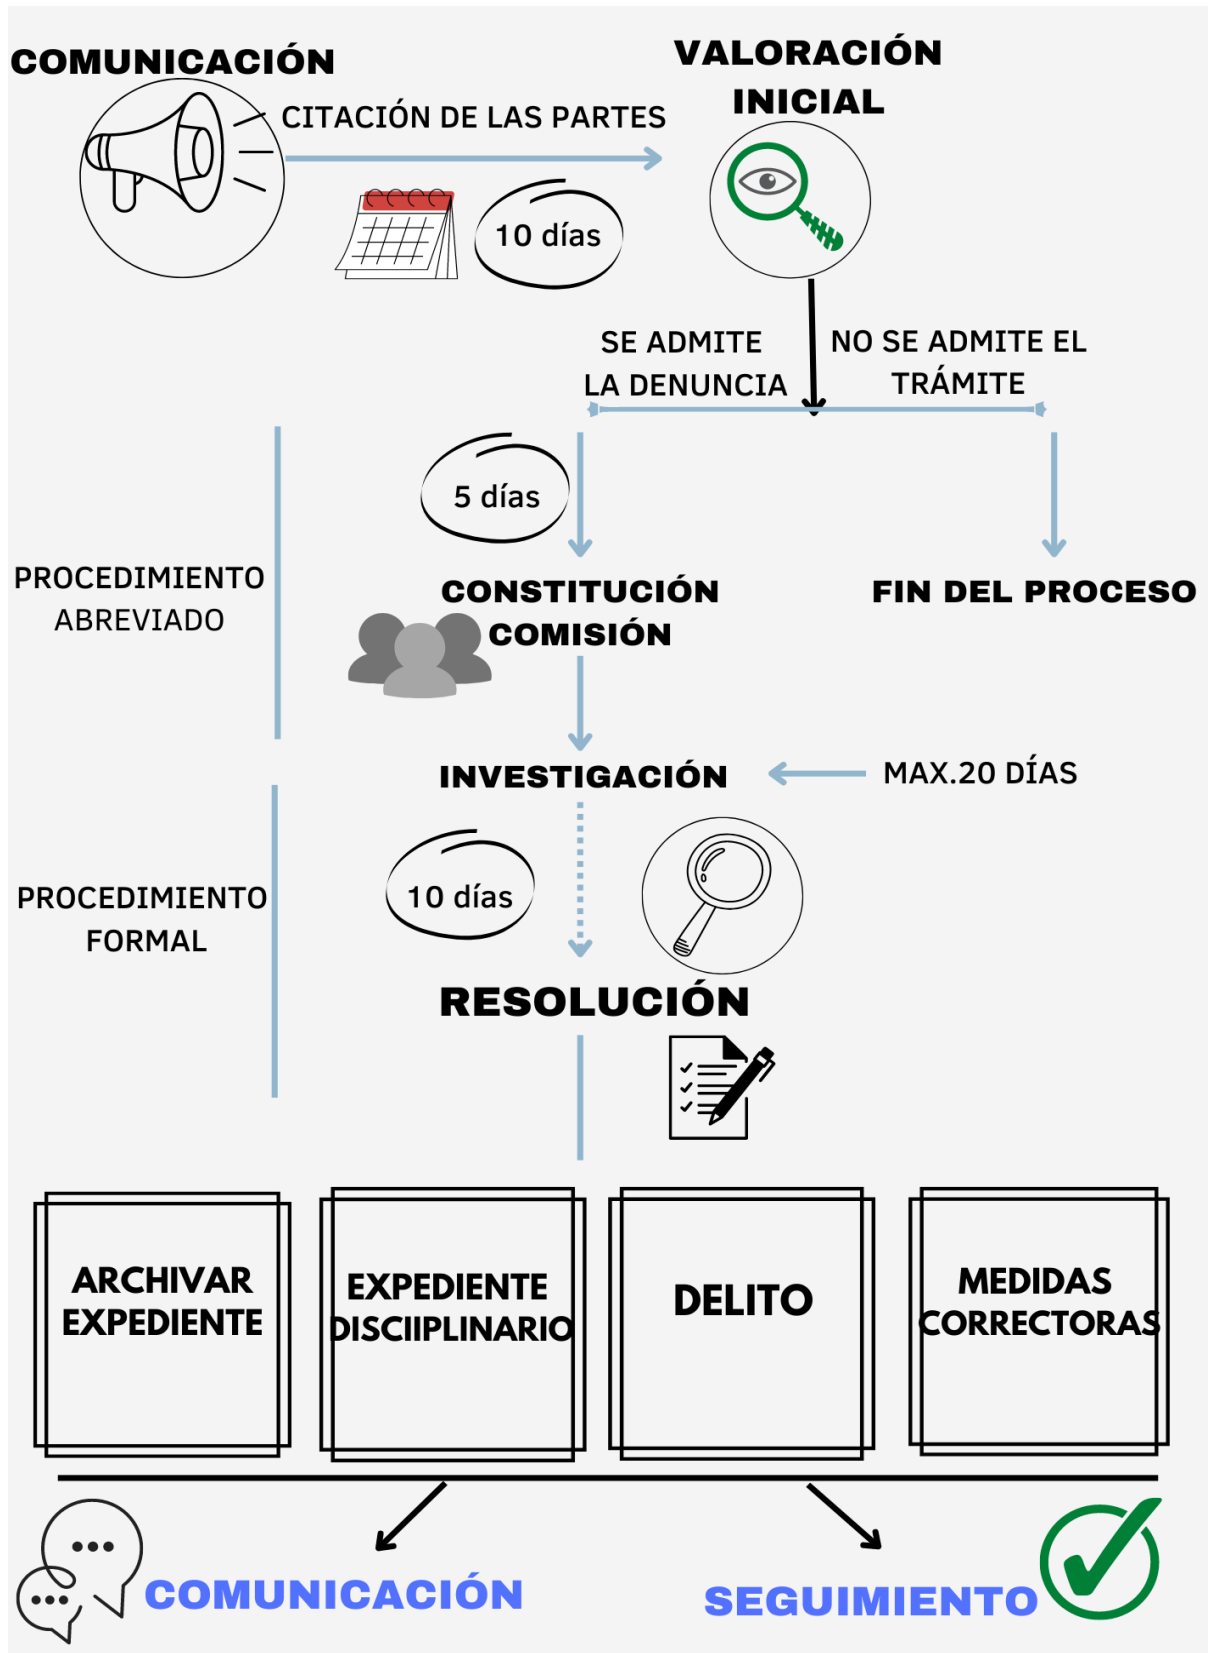 COMUNICACIÓN
CITACIÓN DE LAS PARTES
10 días
VALORACIÓN
INICIAL
SE ADMITE
LA DENUNCIA
NO SE ADMITE EL
TRÁMITE
5 días
PROCEDIMIENTO
ABREVIADO
CONSTITUCIÓN
COMISIÓN
FIN DEL PROCESO
INVESTIGACIÓN
MAX.20 DÍAS
10 días
PROCEDIMIENTO
FORMAL
RESOLUCIÓN
ARCHIVAR
EXPEDIENTE
EXPEDIENTE
DISCIIPLINARIO
DELITO
MEDIDAS
CORRECTORAS
COMUNICACIÓN
SEGUIMIENTO